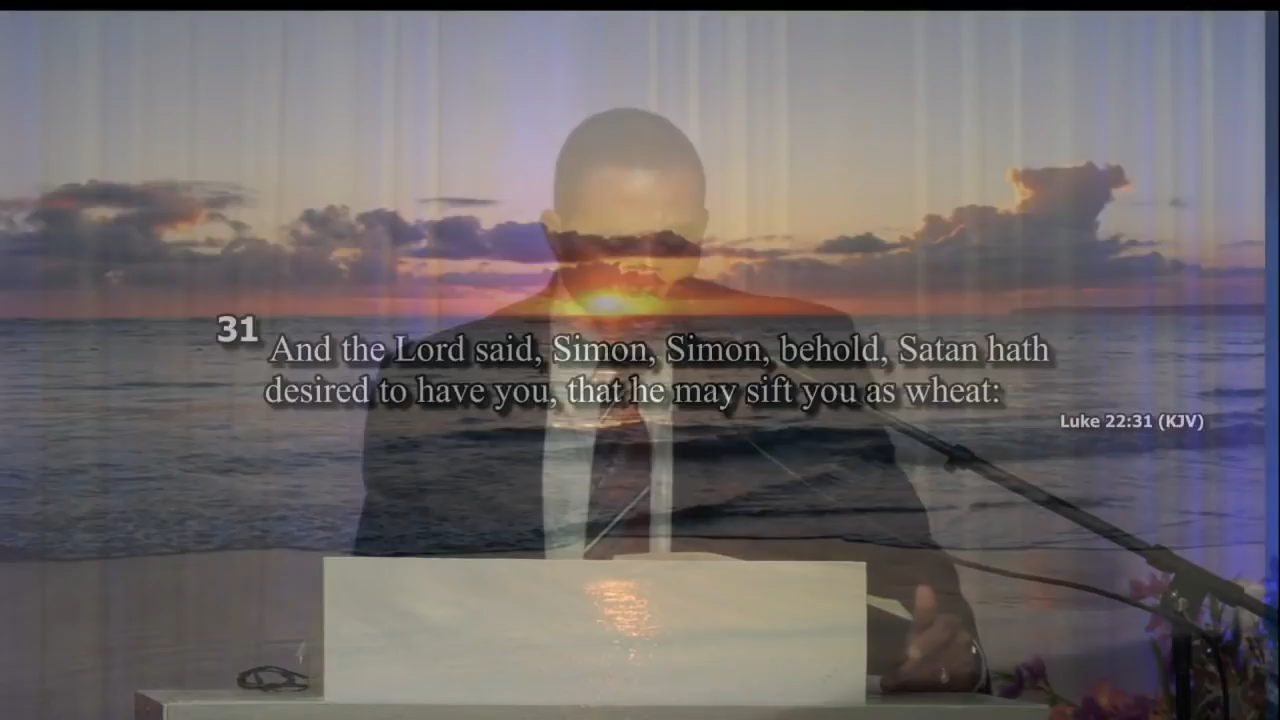 31 And the Lord said, Simon, Simon, behold, Satan hath
desired to have you, that he may sift you as wheat:
Luke 22:31 (KJV)